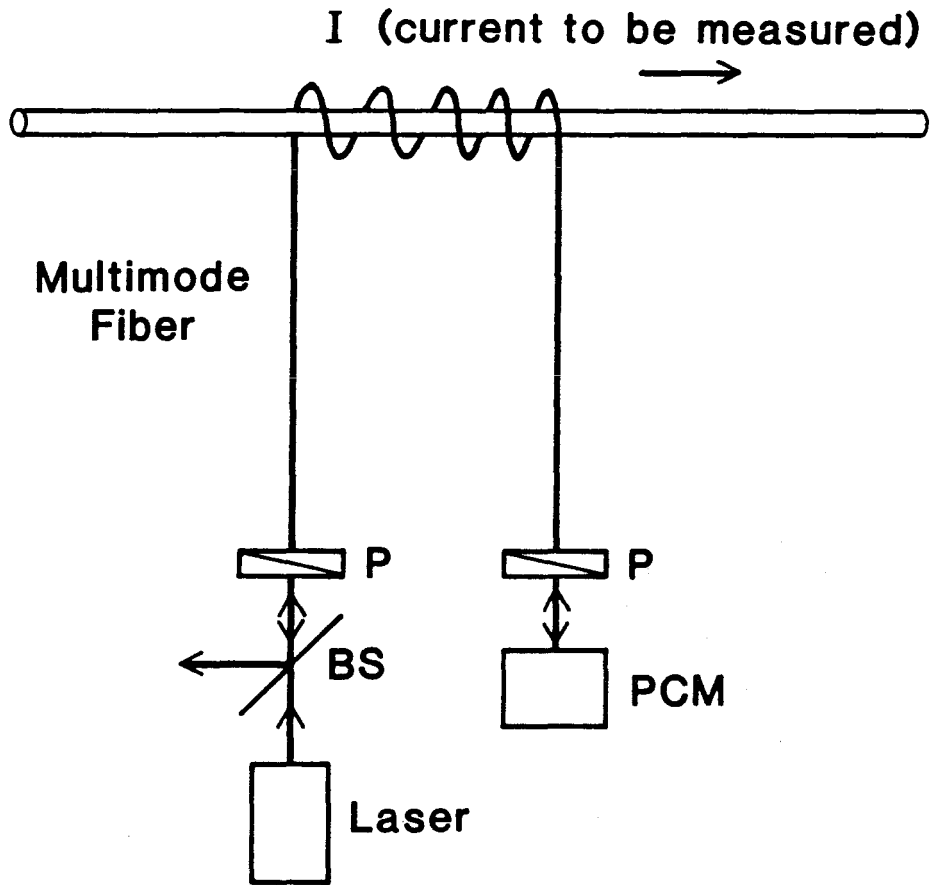 I (current to be measured)
Multimode
Fiber
P
P
BS
PCM
Laser